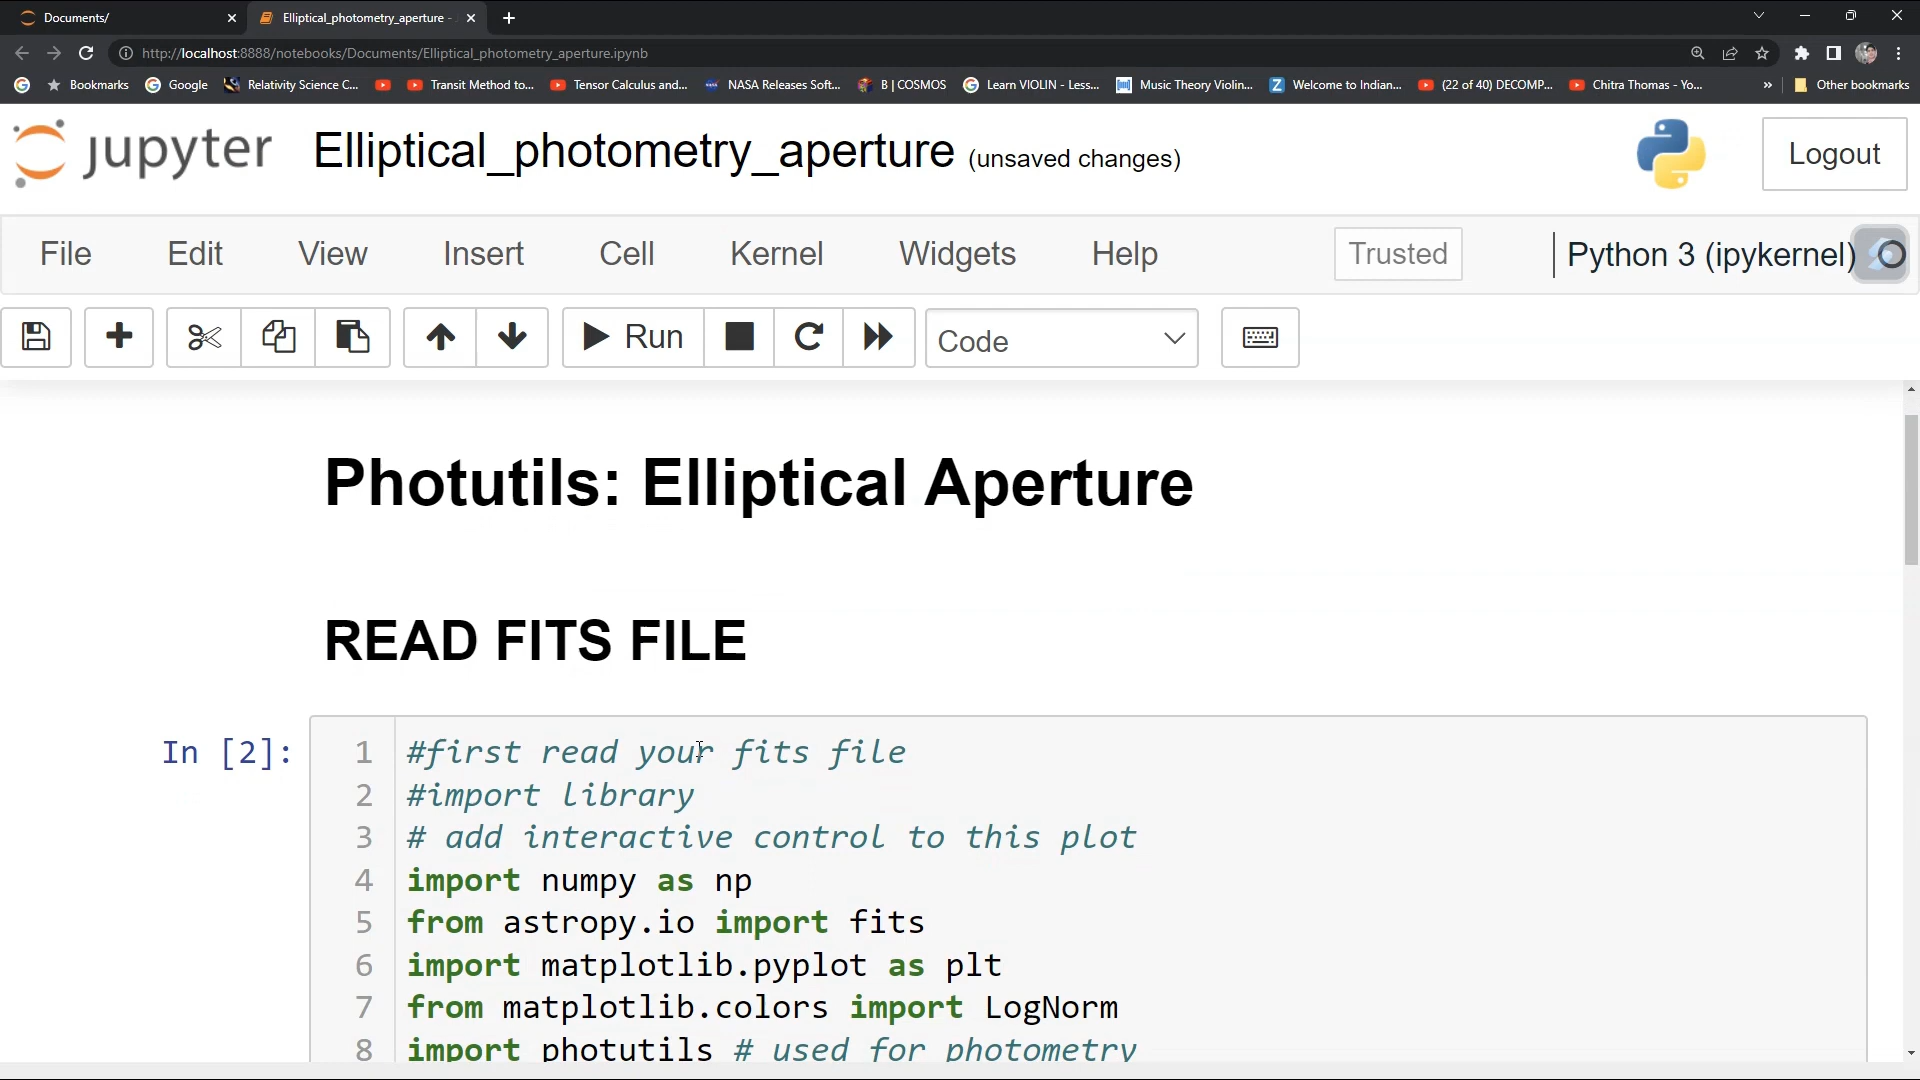 Documents/
Elliptical_photometry_aperture -
http://localhost:8888/notebooks/Documents/Elliptical_photometry_aperture.ipynb
Bookmarks Google Relativity Science C... Transit Method to... Tensor Calculus and... NASA Releases Soft... B | COSMOS Learn VIOLIN - Less... Music Theory Violin... Welcome to Indian... (22 of 40) DECOMP... Chitra Thomas - Yo... » Other bookmarks
jupyter Elliptical_photometry_aperture (unsaved changes) Logout
File Edit View Insert Cell Kernel Widgets Help Trusted Python 3 (ipykernel)
Run Code
Photutils: Elliptical Aperture
READ FITS FILE
In [2]: 1 #first read your fits file
2 #import library
3 # add interactive control to this plot
4 import numpy as np
5 from astropy.io import fits
6 import matplotlib.pyplot as plt
7 from matplotlib.colors import LogNorm
8 import photutils # used for photometry